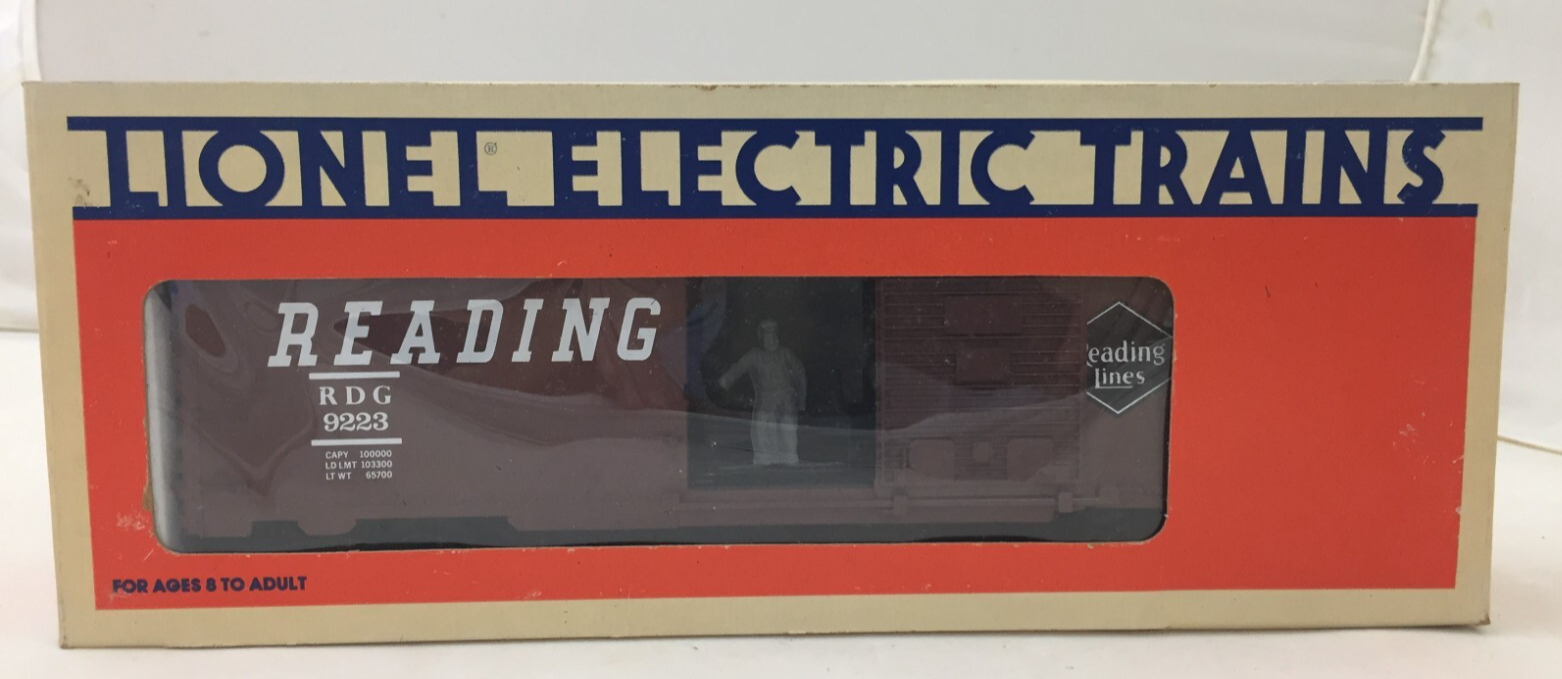 LIONEL® ELECTRIC TRAINS
READING
RDG
9223
CAPY 100000
LD LMT 103300
LT WT 65700
eading
Lines
FOR AGES 8 TO ADULT